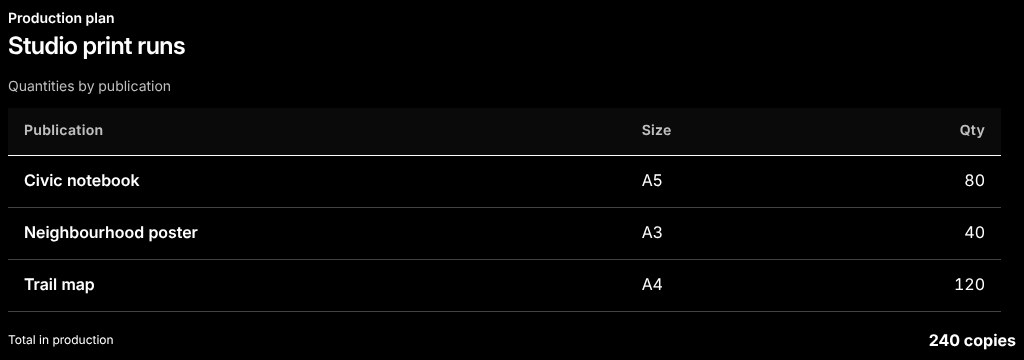 Production plan
Studio print runs
Quantities by publication
Publication Size Qty
Civic notebook A5 80
Neighbourhood poster A3 40
Trail map A4 120
Total in production 240 copies